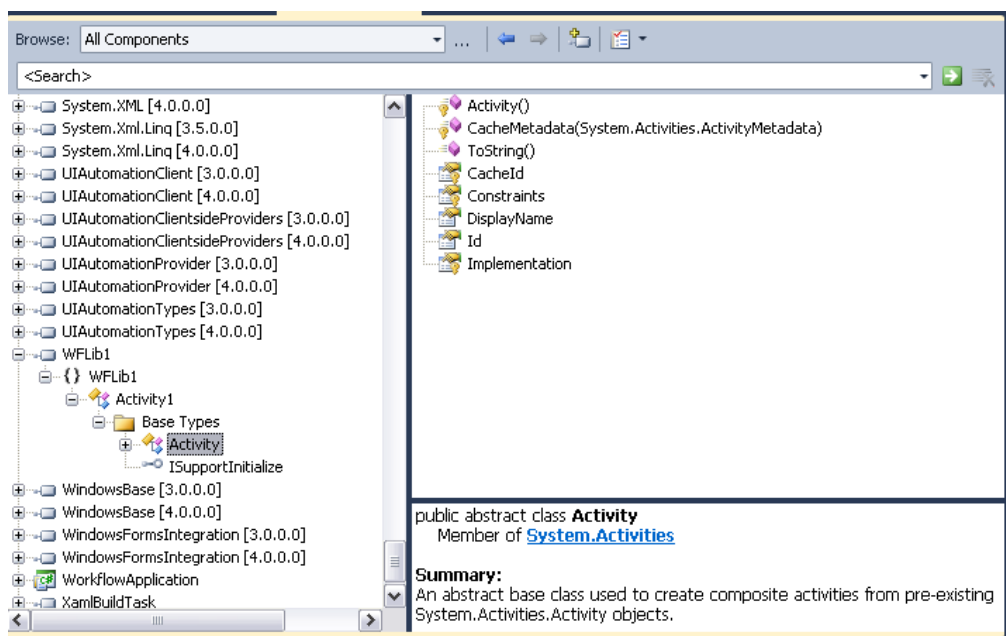 Browse: All Components ...
<Search>
System.XML [4.0.0.0]
System.Xml.Linq [3.5.0.0]
System.Xml.Linq [4.0.0.0]
UIAutomationClient [3.0.0.0]
UIAutomationClient [4.0.0.0]
UIAutomationClientsideProviders [3.0.0.0]
UIAutomationClientsideProviders [4.0.0.0]
UIAutomationProvider [3.0.0.0]
UIAutomationProvider [4.0.0.0]
UIAutomationTypes [3.0.0.0]
UIAutomationTypes [4.0.0.0]
WFLib1
{} WFLib1
Activity1
Base Types
Activity
ISupportInitialize
WindowsBase [3.0.0.0]
WindowsBase [4.0.0.0]
WindowsFormsIntegration [3.0.0.0]
WindowsFormsIntegration [4.0.0.0]
WorkflowApplication
XamlBuildTask
Activity()
CacheMetadata(System.Activities.ActivityMetadata)
ToString()
CacheId
Constraints
DisplayName
Id
Implementation
public abstract class Activity
Member of System.Activities
Summary:
An abstract base class used to create composite activities from pre-existing
System.Activities.Activity objects.